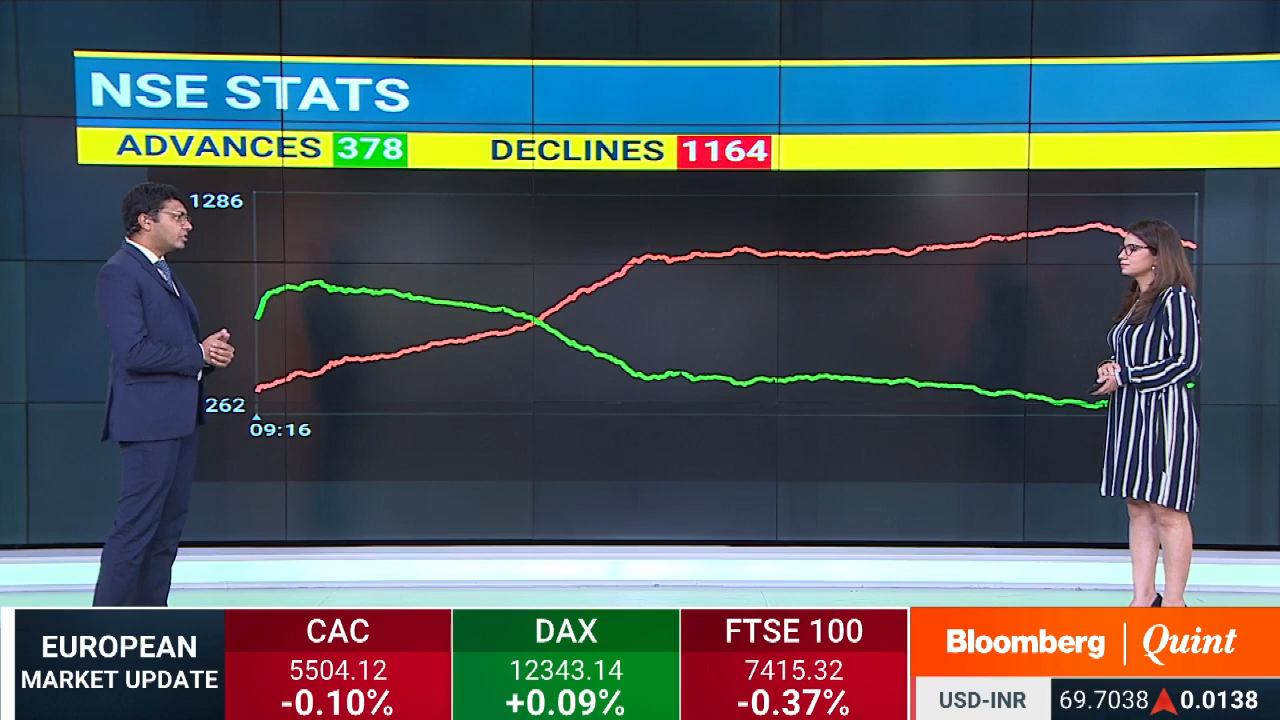 NSE STATS
ADVANCES 378 DECLINES 1164
1286
262
09:16
EUROPEAN
MARKET UPDATE
CAC
5504.12
-0.10%
DAX
12343.14
+0.09%
FTSE 100
7415.32
-0.37%
Bloomberg | Quint
USD-INR 69.7038 0.0138